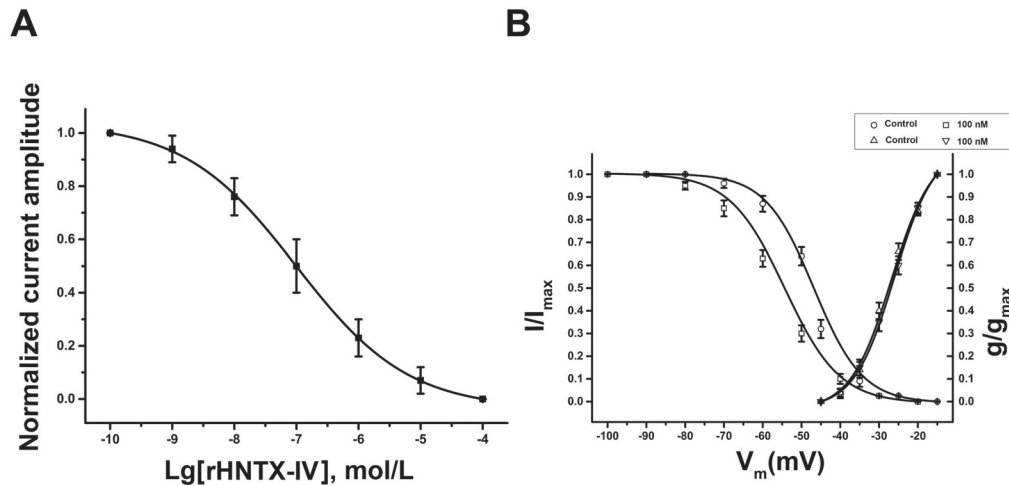 A
Normalized current amplitude
1.0
0.8
0.6
0.4
0.2
0.0
-10 -9 -8 -7 -6 -5 -4
Lg[rHNTX-IV], mol/L
B
Control 100 nM
Control 100 nM
I/Imax
1.0
0.9
0.8
0.7
0.6
0.5
0.4
0.3
0.2
0.1
0.0
1.0
0.9
0.8
0.7
0.6
0.5
0.4
0.3
0.2
0.1
0.0
g/gmax
-100 -90 -80 -70 -60 -50 -40 -30 -20
Vm(mV)